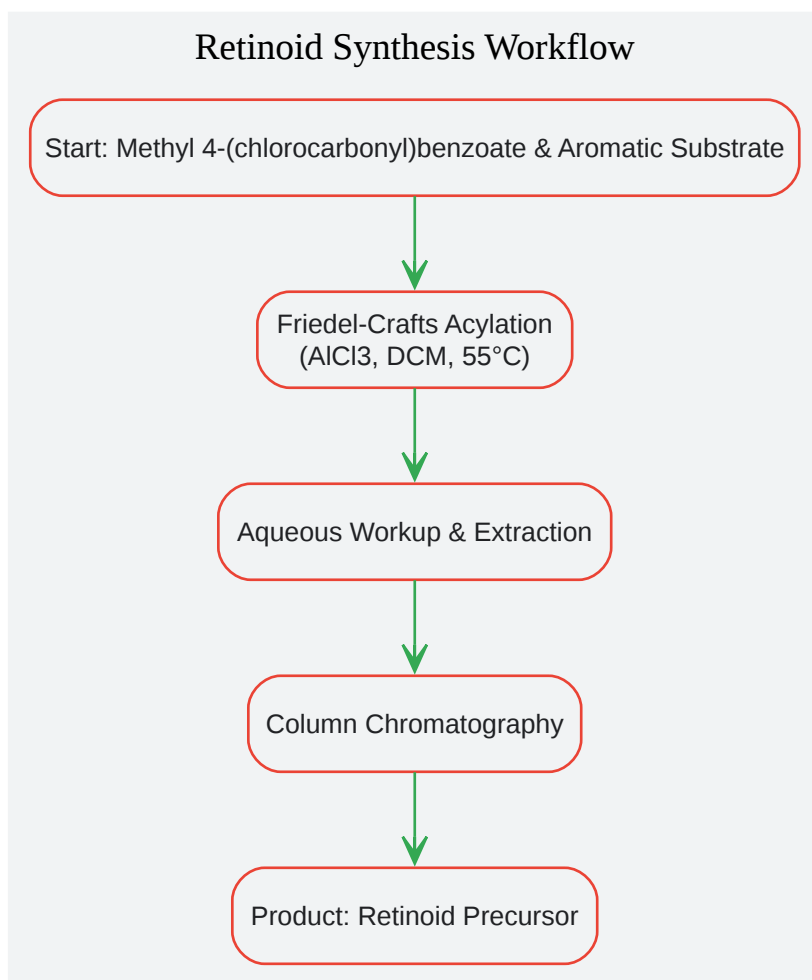 Retinoid Synthesis Workflow
Start: Methyl 4-(chlorocarbonyl)benzoate & Aromatic Substrate
Friedel-Crafts Acylation
(AlCl3, DCM, 55°C)
Aqueous Workup & Extraction
Column Chromatography
Product: Retinoid Precursor